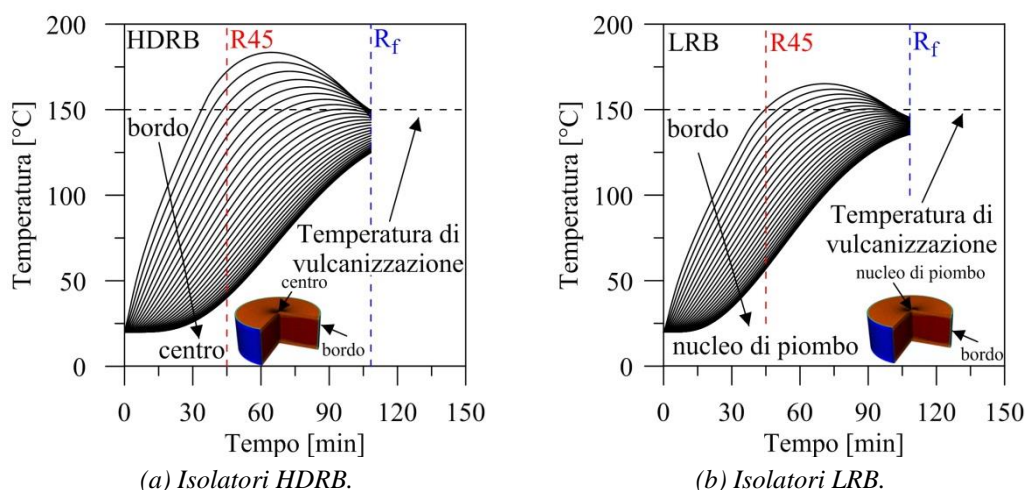 HDRB
R45
Rf
200
150
100
50
0
Temperatura [°C]
bordo
Temperatura di
vulcanizzazione
centro
centro
bordo
0 30 60 90 120 150
Tempo [min]
(a) Isolatori HDRB.
LRB
R45
Rf
200
150
100
50
0
Temperatura [°C]
bordo
Temperatura di
vulcanizzazione
nucleo di piombo
nucleo di piombo
bordo
0 30 60 90 120 150
Tempo [min]
(b) Isolatori LRB.